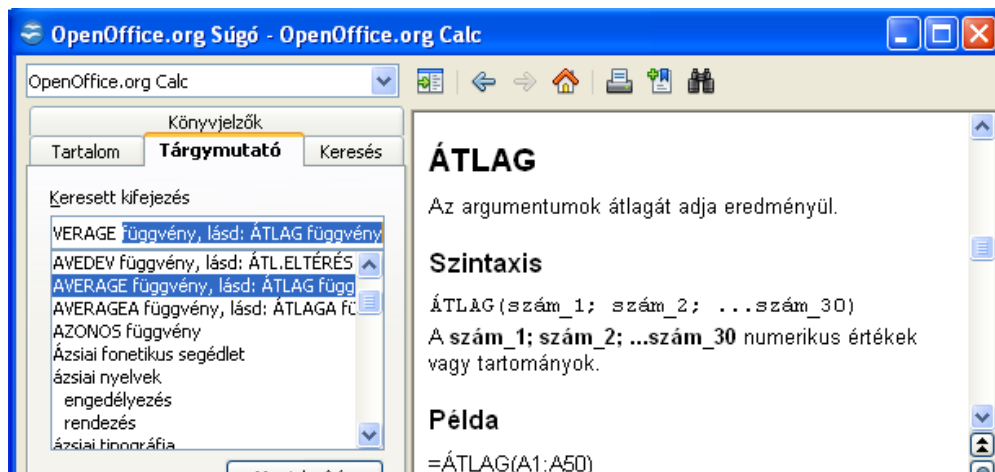 OpenOffice.org Súgó - OpenOffice.org Calc
OpenOffice.org Calc
Könyvjelzők
Tartalom Tárgymutató Keresés
Keresett kifejezés
VERAGE függvény, lásd: ÁTLAG függvény
AVEDEV függvény, lásd: ÁTL.ELTÉRÉS
AVERAGE függvény, lásd: ÁTLAG függ
AVERAGEA függvény, lásd: ÁTLAGA
AZONOS függvény
Ázsiai fonetikus segédlet
ázsiai nyelvek
engedélyezés
rendezés
ázsiai tipográfia
ÁTLAG
Az argumentumok átlagát adja eredményül.
Szintaxis
ÁTLAG(szám_1; szám_2; ...szám_30)
A szám_1; szám_2; ...szám_30 numerikus értékek
vagy tartományok.
Példa
=ÁTLAG(A1:A50)